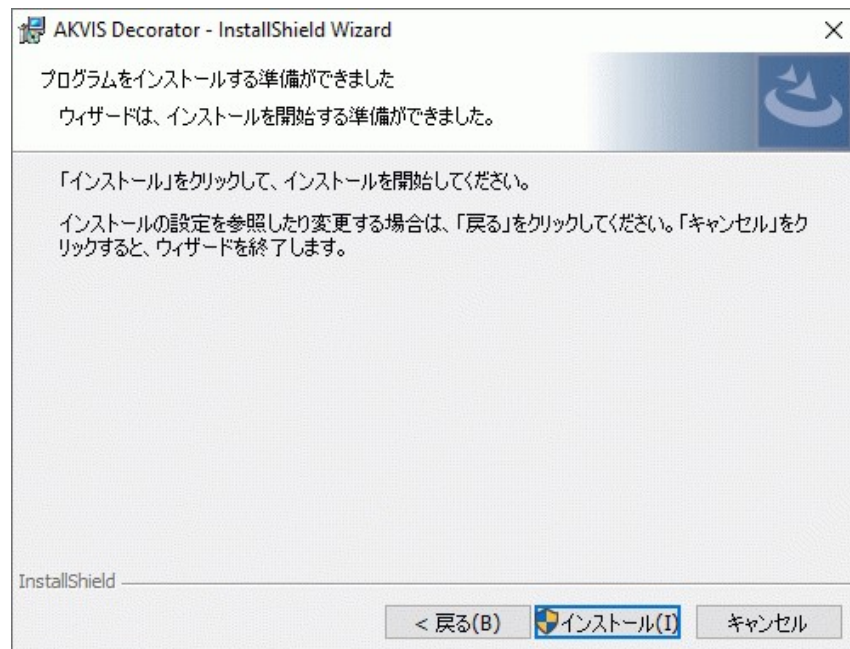 AKVIS Decorator - InstallShield Wizard
プログラムをインストールする準備ができました
ウィザードは、インストールを開始する準備ができました。
「インストール」をクリックして、インストールを開始してください。
インストールの設定を参照したり変更する場合は、「戻る」をクリックしてください。「キャンセル」をク
リックすると、ウィザードを終了します。
InstallShield
< 戻る(B) インストール(I) キャンセル